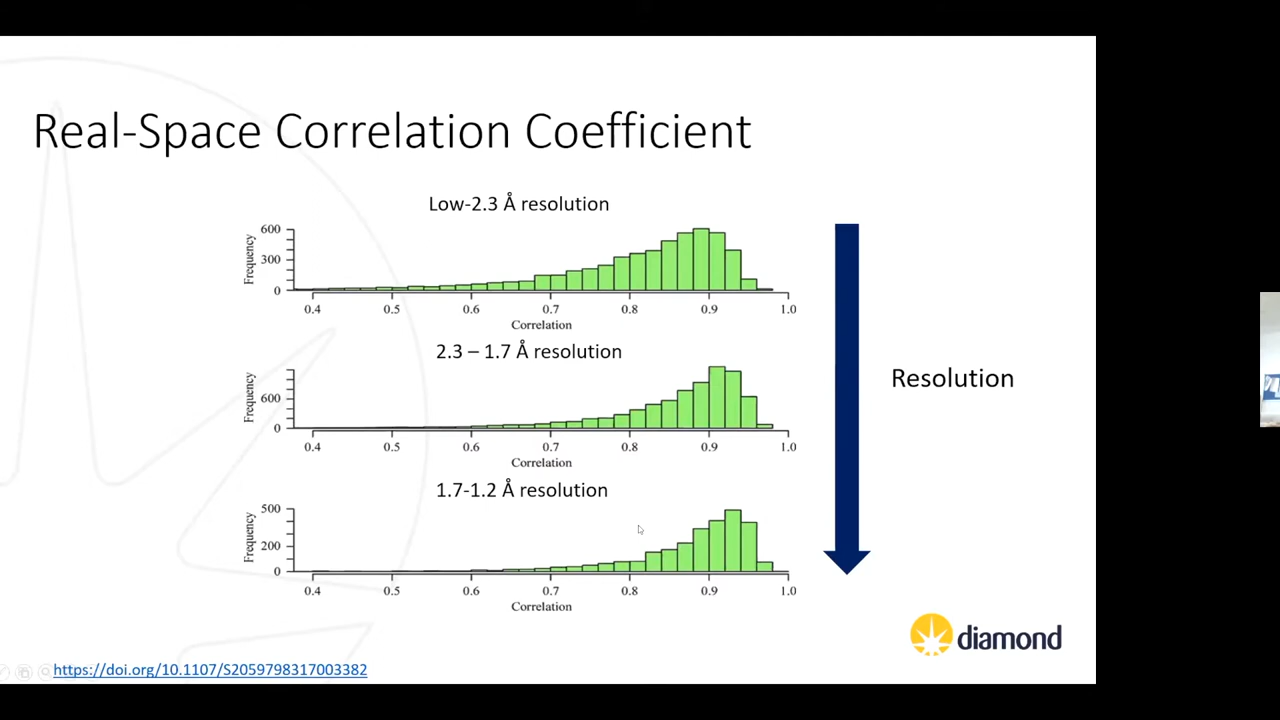 Real-Space Correlation Coefficient
Low-2.3 Å resolution
600
300
0
Frequency
0.4 0.5 0.6 0.7 0.8 0.9 1.0
Correlation
2.3 – 1.7 Å resolution
600
0
Frequency
0.4 0.5 0.6 0.7 0.8 0.9 1.0
Correlation
1.7-1.2 Å resolution
500
200
0
Frequency
0.4 0.5 0.6 0.7 0.8 0.9 1.0
Correlation
Resolution
diamond
https://doi.org/10.1107/S2059798317003382